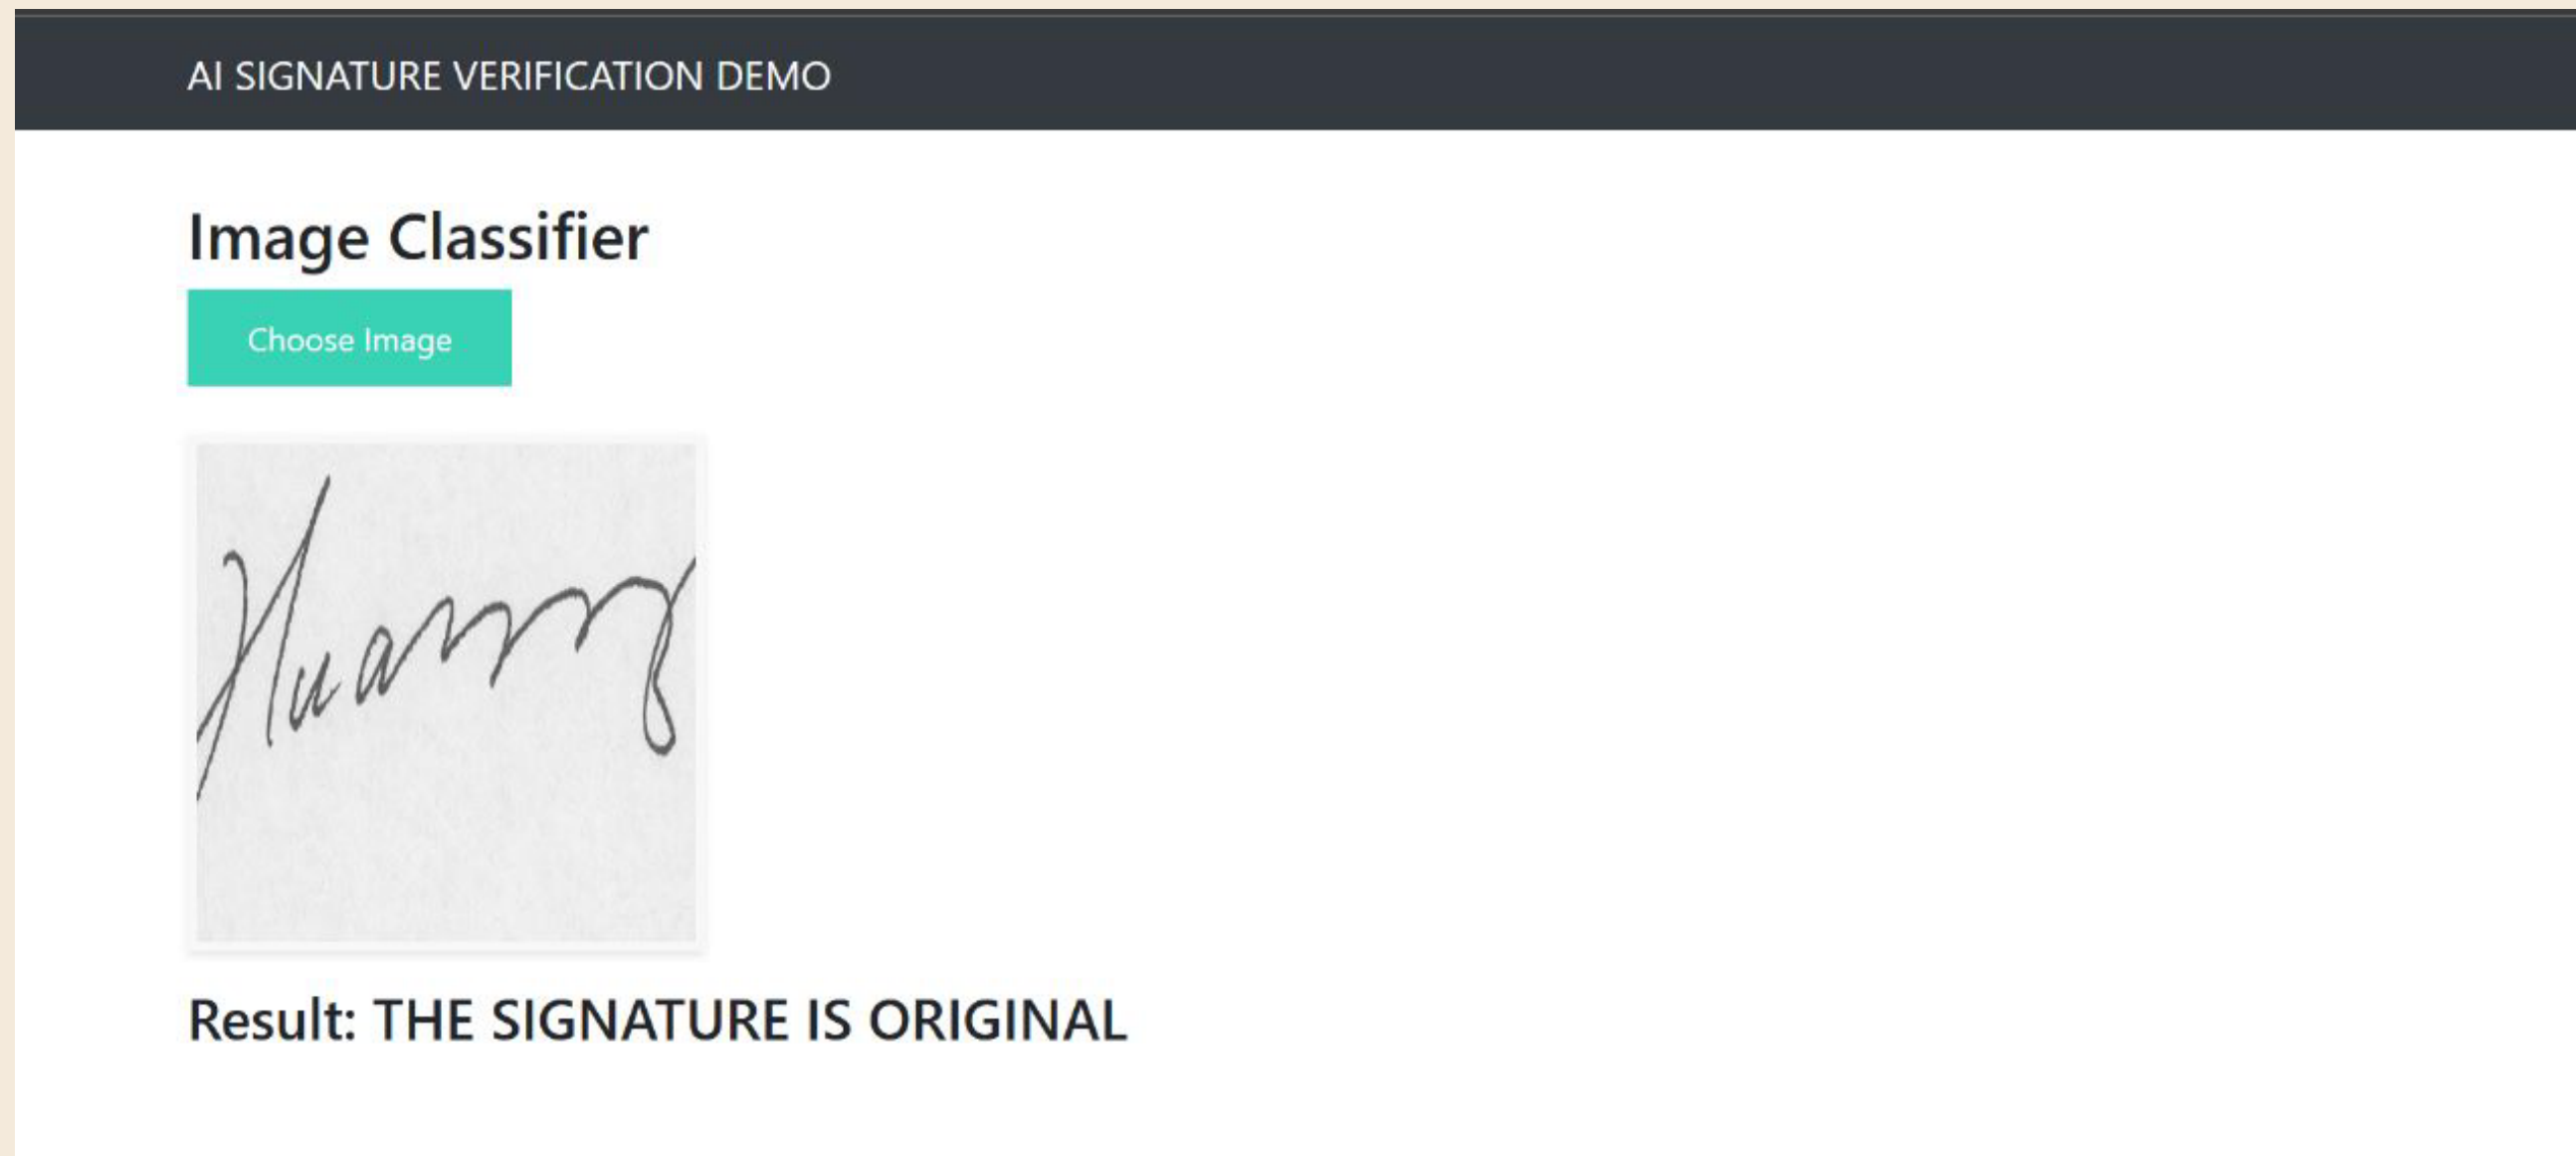 AI SIGNATURE VERIFICATION DEMO
Image Classifier
Choose Image
Result: THE SIGNATURE IS ORIGINAL